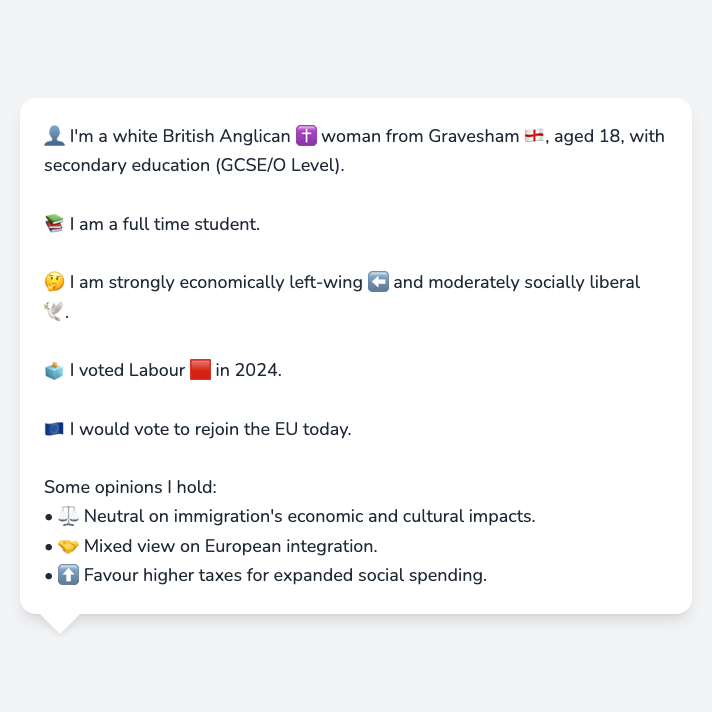 👤 I'm a white British Anglican ✝️ woman from Gravesham 🏴󠁧󠁢󠁥󠁮󠁧󠁿, aged 18, with
secondary education (GCSE/O Level).
📚 I am a full time student.
🤔 I am strongly economically left-wing ⬅️ and moderately socially liberal
🕊️.
🗳️ I voted Labour 🟥 in 2024.
🇪🇺 I would vote to rejoin the EU today.
Some opinions I hold:
• ⚖️ Neutral on immigration's economic and cultural impacts.
• 🤝 Mixed view on European integration.
• ⬆️ Favour higher taxes for expanded social spending.